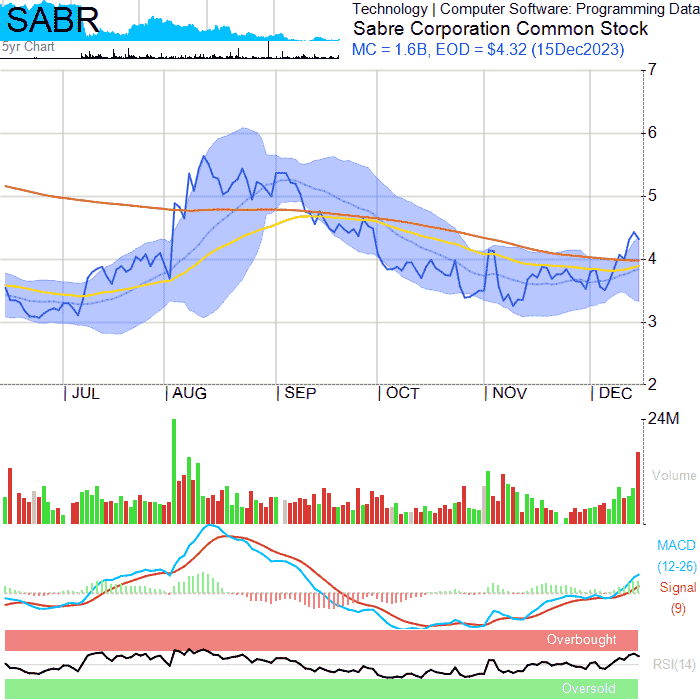 SABR
5yr Chart
Technology | Computer Software: Programming Data
Sabre Corporation Common Stock
MC = 1.6B, EOD = $4.32 (15Dec2023)
7
6
5
4
3
2
JUL AUG SEP OCT NOV DEC
24M
Volume
MACD
(12-26)
Signal
(9)
Overbought
RSI(14)
Oversold